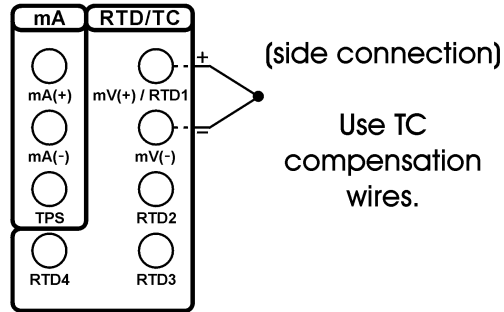 mA RTD/TC
mA(+) mV(+) / RTD1 +
mA(-) mV(-) −
TPS RTD2
RTD4 RTD3
(side connection)
Use TC
compensation
wires.